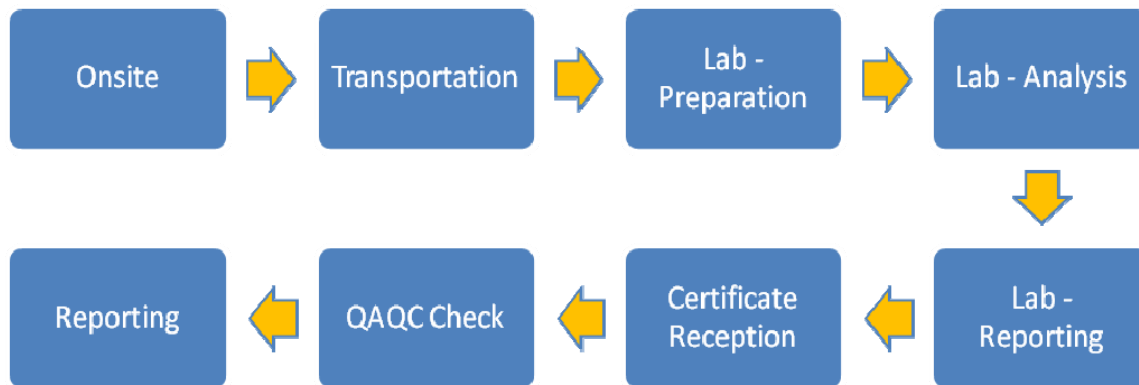 Onsite
Transportation
Lab -
Preparation
Lab - Analysis
Lab -
Reporting
Certificate
Reception
QAQC Check
Reporting